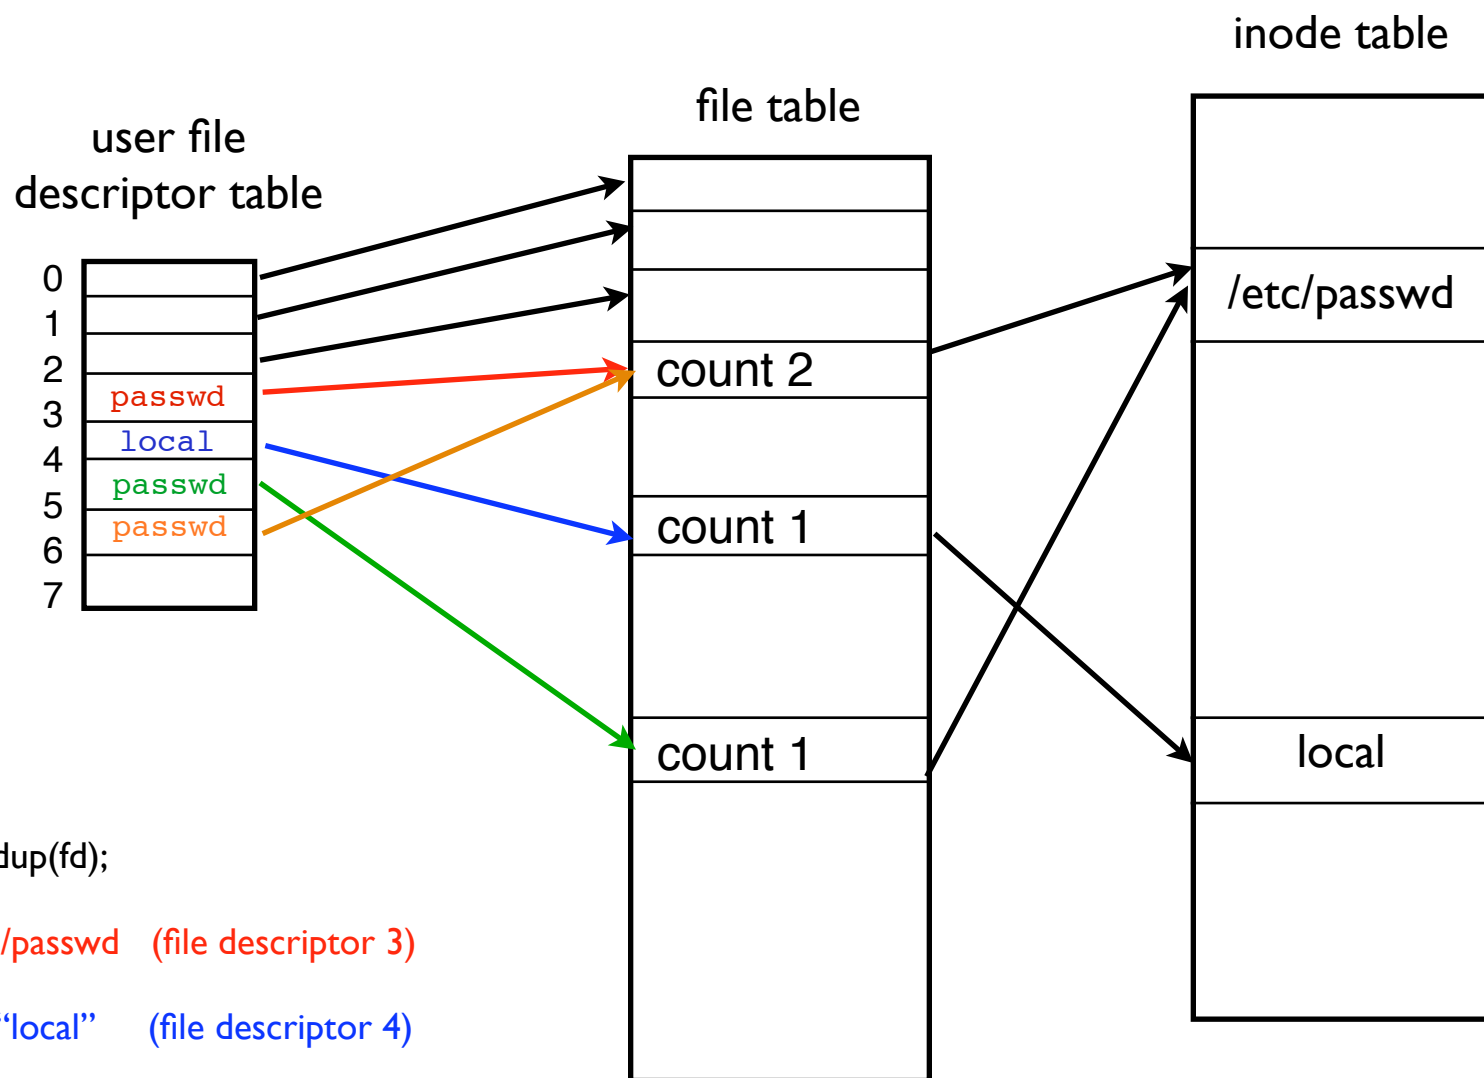 inode table
file table
user file
descriptor table
0
1
2
3
4
5
6
7
passwd
local
passwd
passwd
count 2
count 1
count 1
/etc/passwd
local
dup(fd);
/passwd (file descriptor 3)
“local” (file descriptor 4)